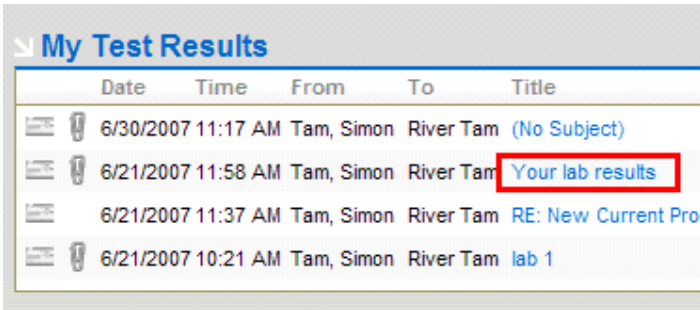 My Test Results
Date Time From To Title
6/30/2007 11:17 AM Tam, Simon River Tam (No Subject)
6/21/2007 11:58 AM Tam, Simon River Tam Your lab results
6/21/2007 11:37 AM Tam, Simon River Tam RE: New Current Pro
6/21/2007 10:21 AM Tam, Simon River Tam lab 1